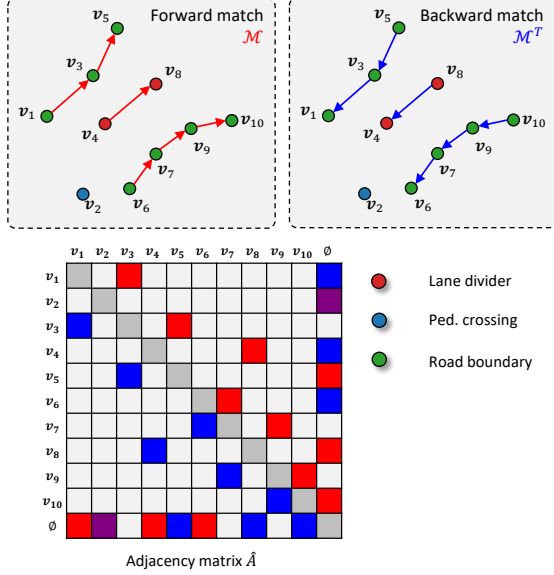 Forward match
ℳ
v₅
v₃
v₈
v₁
v₄
v₁₀
v₉
v₇
v₂
v₆
Backward match
ℳᵀ
v₅
v₃
v₈
v₁
v₄
v₁₀
v₉
v₇
v₂
v₆
v₁ v₂ v₃ v₄ v₅ v₆ v₇ v₈ v₉ v₁₀ ∅
v₁
v₂
v₃
v₄
v₅
v₆
v₇
v₈
v₉
v₁₀
∅
Lane divider
Ped. crossing
Road boundary
Adjacency matrix Â